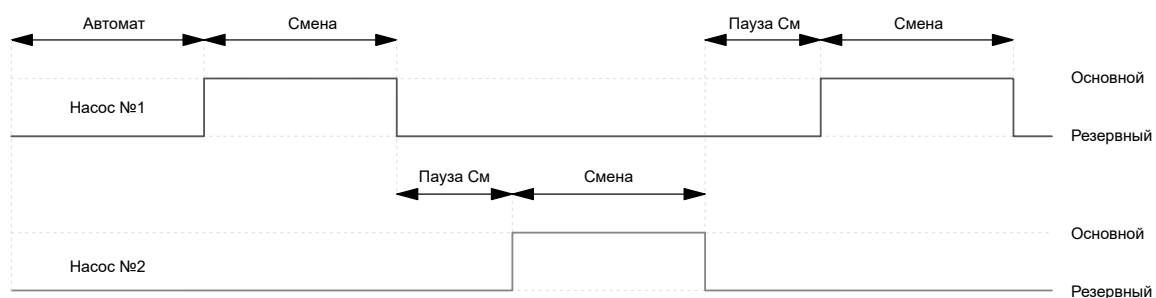 Автомат Смена Пауза См Смена
Основной
Насос №1
Резервный
Пауза См Смена
Основной
Насос №2
Резервный